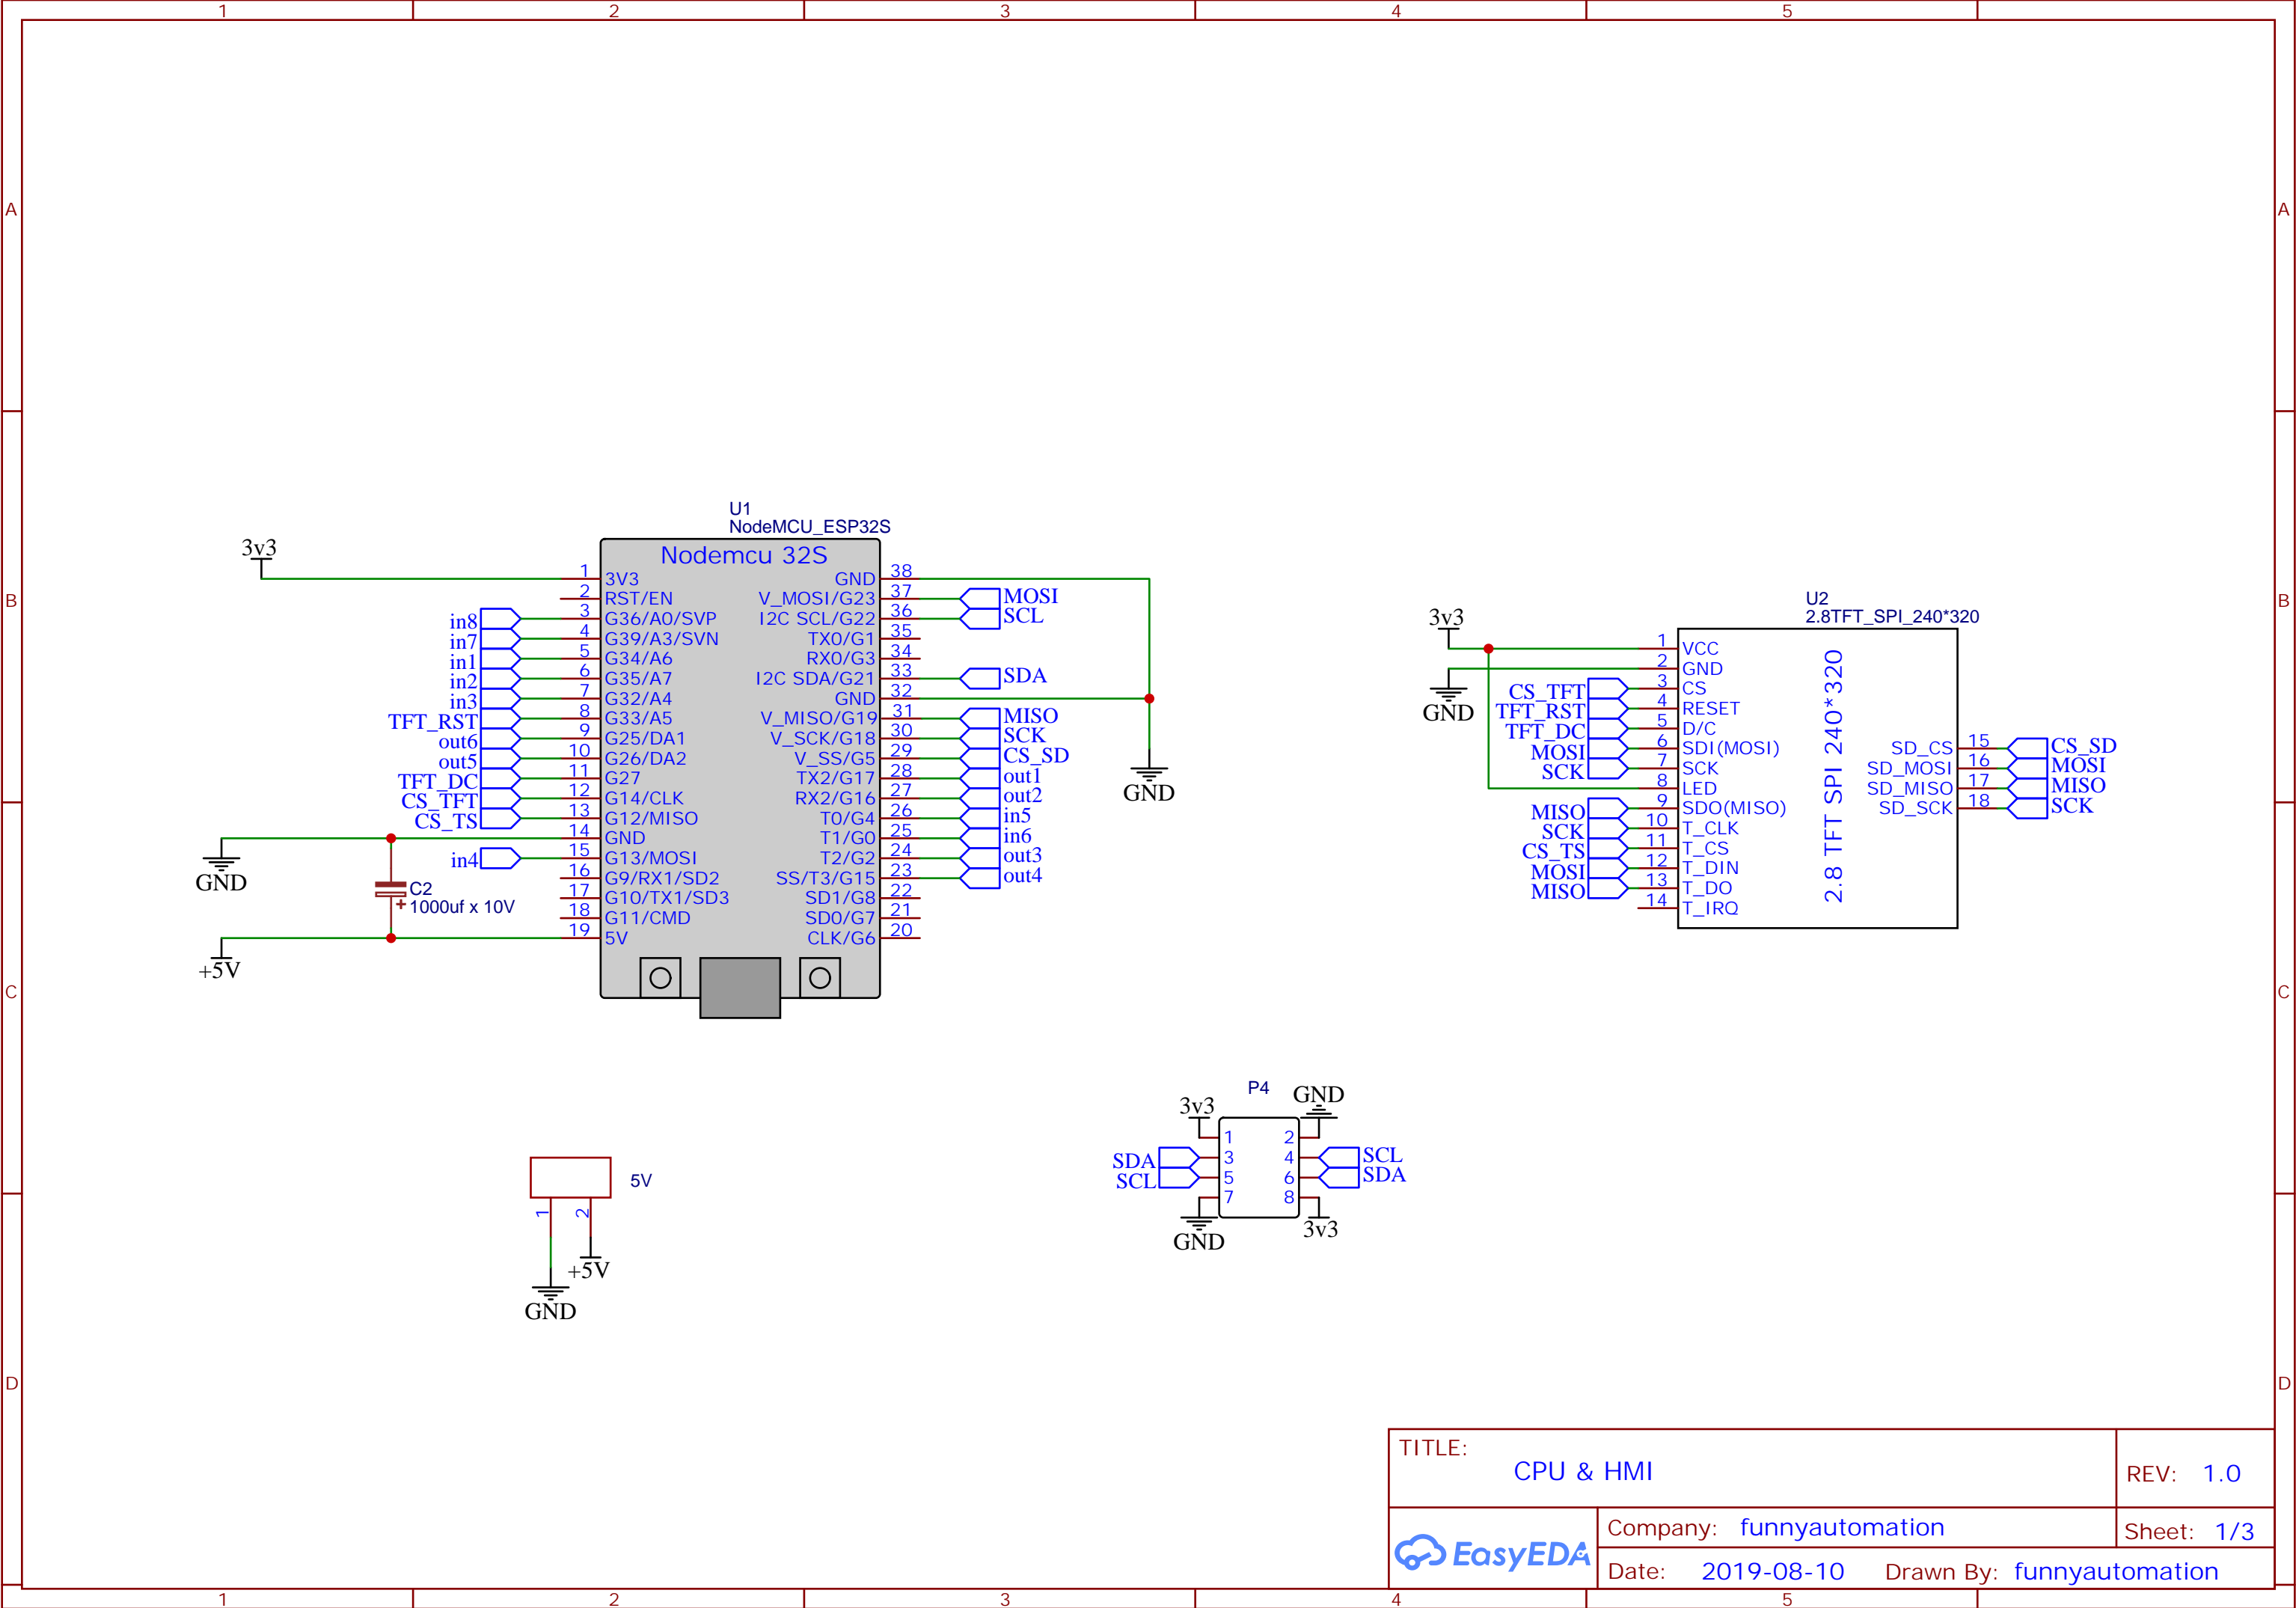 1 2 3 4 5
A A
B B
C C
D D
U1
NodeMCU_ESP32S
Nodemcu 32S
3v3
1 3V3
2 RST/EN
in8 3 G36/A0/SVP
in7 4 G39/A3/SVN
in1 5 G34/A6
in2 6 G35/A7
in3 7 G32/A4
TFT_RST 8 G33/A5
out6 9 G25/DA1
out5 10 G26/DA2
TFT_DC 11 G27
CS_TFT 12 G14/CLK
CS_TS 13 G12/MISO
14 GND
in4 15 G13/MOSI
16 G9/RX1/SD2
17 G10/TX1/SD3
18 G11/CMD
19 5V
GND
C2
+ 1000uf x 10V
+5V
GND 38
V_MOSI/G23 37 MOSI
I2C SCL/G22 36 SCL
TX0/G1 35
RX0/G3 34
I2C SDA/G21 33 SDA
GND 32
V_MISO/G19 31 MISO
V_SCK/G18 30 SCK
V_SS/G5 29 CS_SD
TX2/G17 28 out1
RX2/G16 27 out2
T0/G4 26 in5
T1/G0 25 in6
T2/G2 24 out3
SS/T3/G15 23 out4
SD1/G8 22
SD0/G7 21
CLK/G6 20
GND
U2
2.8TFT_SPI_240*320
2.8 TFT SPI 240*320
3v3
GND
1 VCC
2 GND
CS_TFT 3 CS
TFT_RST 4 RESET
TFT_DC 5 D/C
MOSI 6 SDI(MOSI)
SCK 7 SCK
8 LED
MISO 9 SDO(MISO)
SCK 10 T_CLK
CS_TS 11 T_CS
MOSI 12 T_DIN
MISO 13 T_DO
14 T_IRQ
SD_CS 15 CS_SD
SD_MOSI 16 MOSI
SD_MISO 17 MISO
SD_SCK 18 SCK
P4
3v3 GND
1 2
SDA 3 4 SCL
SCL 5 6 SDA
7 8
GND 3v3
5V
1 2
+5V
GND
TITLE:
CPU & HMI
REV: 1.0
EasyEDA
Company: funnyautomation
Sheet: 1/3
Date: 2019-08-10 Drawn By: funnyautomation
1 2 3 4 5